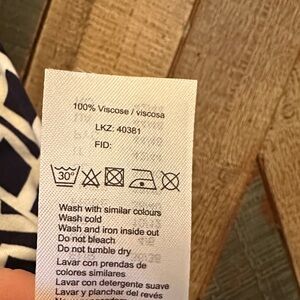 100% Viscose / viscosa
LKZ: 40381
FID:
30°
Wash with similar colours
Wash cold
Wash and iron inside out
Do not bleach
Do not tumble dry
Lavar con prendas de
colores similares
Lavar con detergente suave
Lavar y planchar del revés